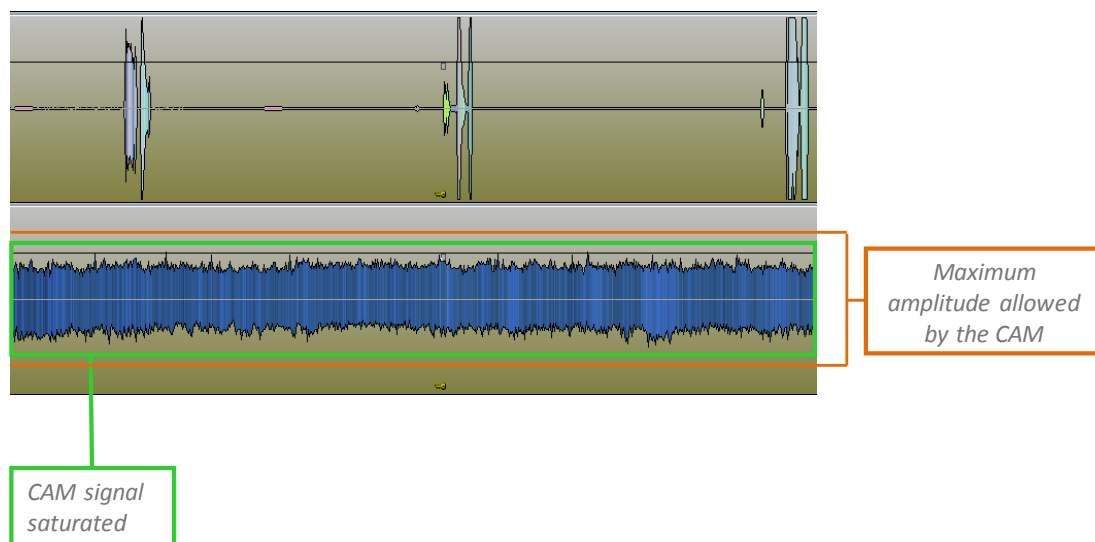 Maximum
amplitude allowed
by the CAM
CAM signal
saturated